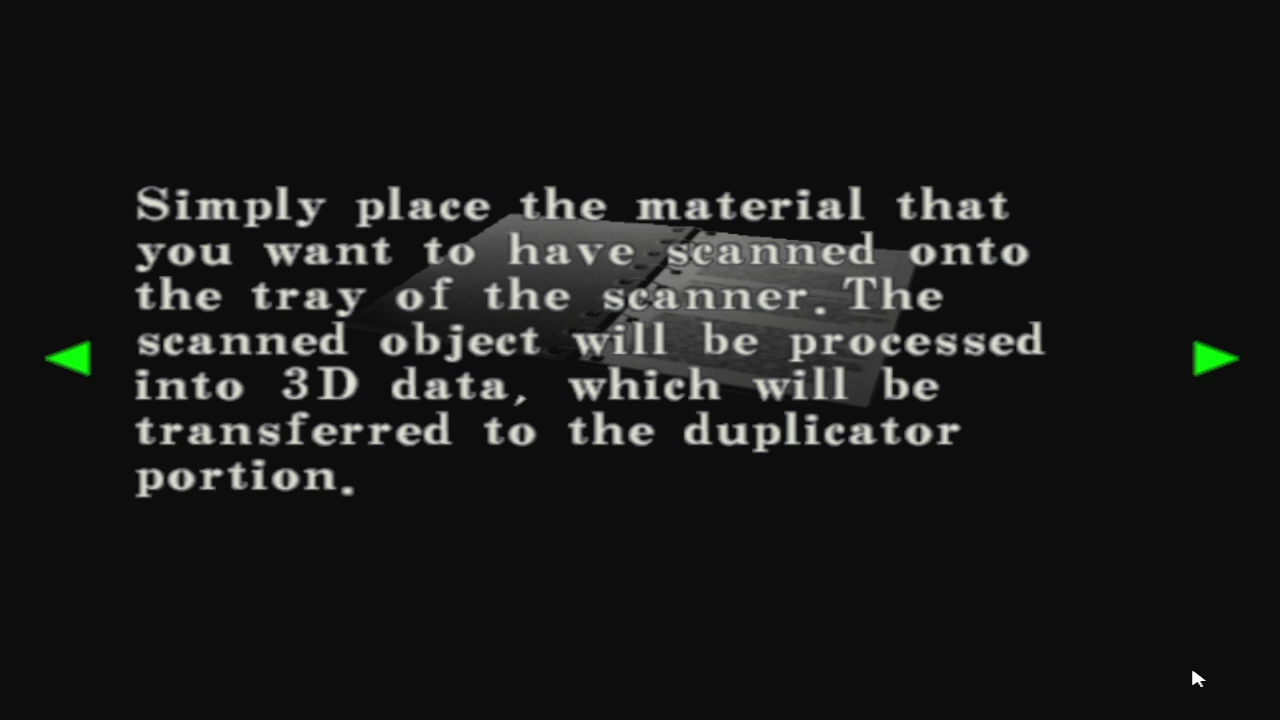 Simply place the material that
you want to have scanned onto
the tray of the scanner. The
scanned object will be processed
into 3D data, which will be
transferred to the duplicator
portion.